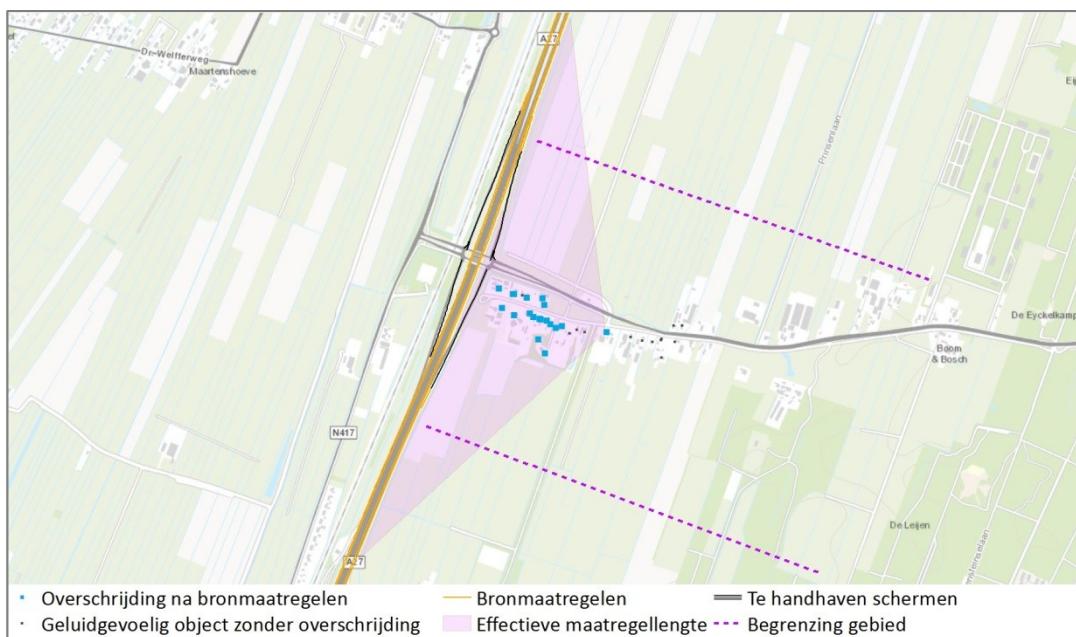 A27
Dr.-Welfferweg
Maartenshoeve
Prinsenlaan
De Eyckelkamp
Boom
& Bosch
N417
De Leijen
A27
Overschrijding na bronmaatregelen
Bronmaatregelen
Te handhaven schermen
Geluidgevoelig object zonder overschrijding
Effectieve maatregellengte
Begrenzing gebied